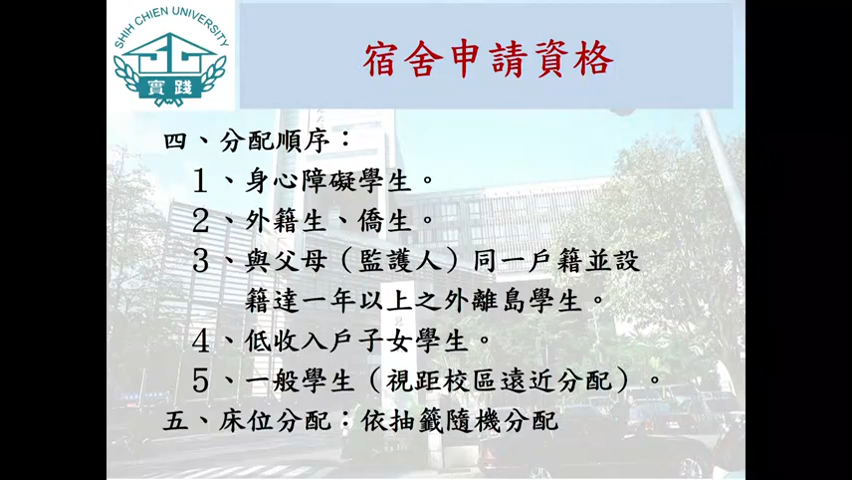 SHIH CHIEN UNIVERSITY
實踐
宿舍申請資格
四、分配順序：
1、身心障礙學生。
2、外籍生、僑生。
3、與父母（監護人）同一戶籍並設
籍達一年以上之外離島學生。
4、低收入戶子女學生。
5、一般學生（視距校區遠近分配）。
五、床位分配：依抽籤隨機分配